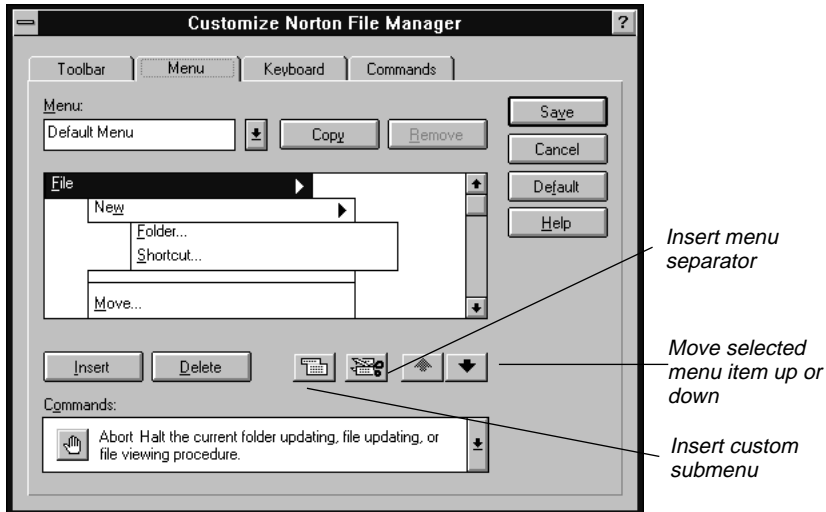 Customize Norton File Manager
?
Toolbar
Menu
Keyboard
Commands
Menu:
Default Menu
Copy
Remove
Save
Cancel
Default
Help
File
New
Folder...
Shortcut...
Move...
Insert
Delete
Commands:
Abort Halt the current folder updating, file updating, or
file viewing procedure.
Insert menu
separator
Move selected
menu item up or
down
Insert custom
submenu